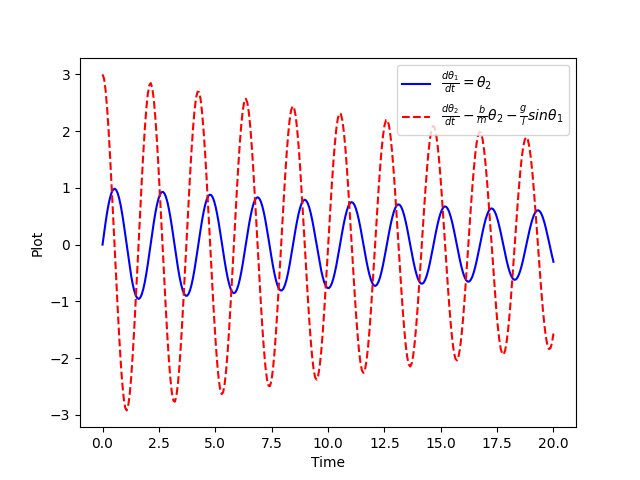 3
2
1
0
−1
−2
−3
Plot
0.0 2.5 5.0 7.5 10.0 12.5 15.0 17.5 20.0
Time
dθ₁/dt = θ₂
dθ₂/dt − b/m θ₂ − g/l sinθ₁